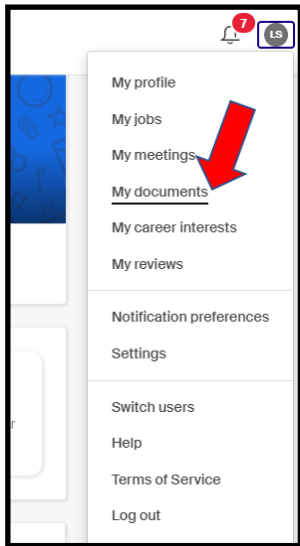 7
LS
My profile
My jobs
My meetings
My documents
My career interests
My reviews
Notification preferences
Settings
r
Switch users
Help
Terms of Service
Log out